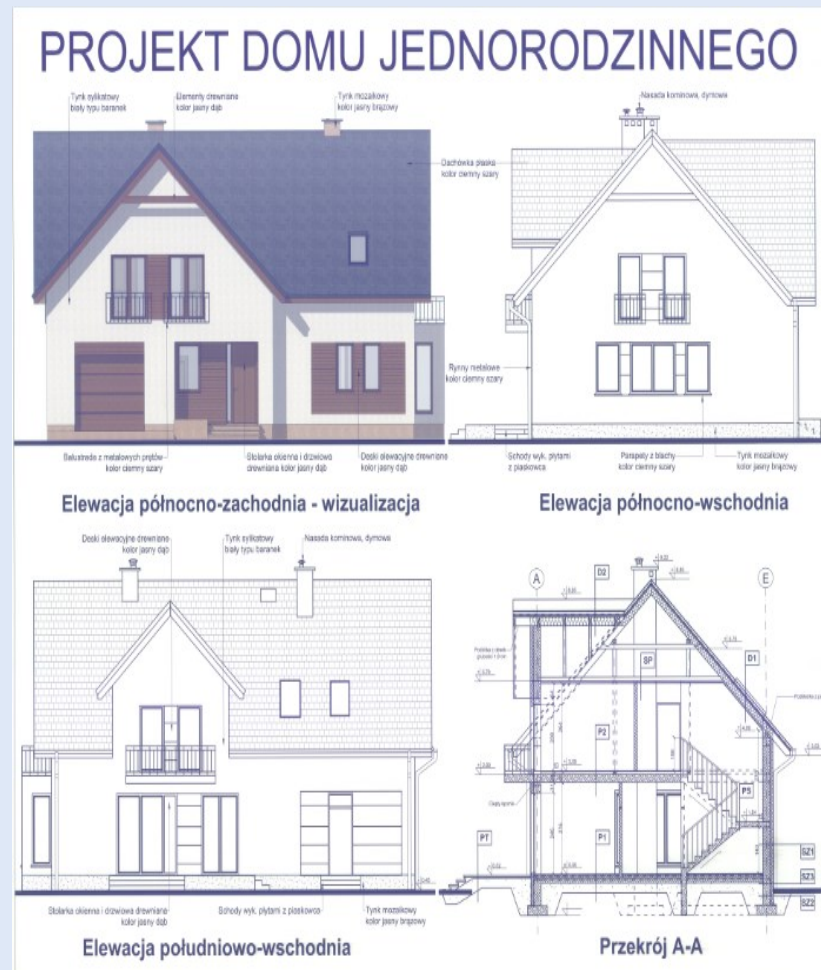 PROJEKT DOMU JEDNORODZINNEGO
Tynk sylikatowy
biały typu baranek
Elementy drewniane
kolor jasny dąb
Tynk mozaikowy
kolor jasny brązowy
Nasada kominowa, dymowa
Dachówka płaska
kolor ciemny szary
Rynny metalowe
kolor ciemny szary
Balustrada z metalowych prętów
kolor ciemny szary
Stolarka okienna i drzwiowa
drewniana kolor jasny dąb
Deski elewacyjne drewniane
kolor jasny dąb
Schody wyk. płytami
z piaskowca
Parapety z blachy
kolor ciemny szary
Tynk mozaikowy
kolor jasny brązowy
Elewacja północno-zachodnia - wizualizacja
Elewacja północno-wschodnia
Deski elewacyjne drewniane
kolor jasny dąb
Tynk sylikatowy
biały typu baranek
Nasada kominowa, dymowa
A
D2
E
SP
D1
P2
P3
PT
P1
SZ1
SZ3
SZ2
Stolarka okienna i drzwiowa drewniane
kolor jasny dąb
Schody wyk. płytami z piaskowca
Tynk mozaikowy
kolor jasny brązowy
Elewacja południowo-wschodnia
Przekrój A-A